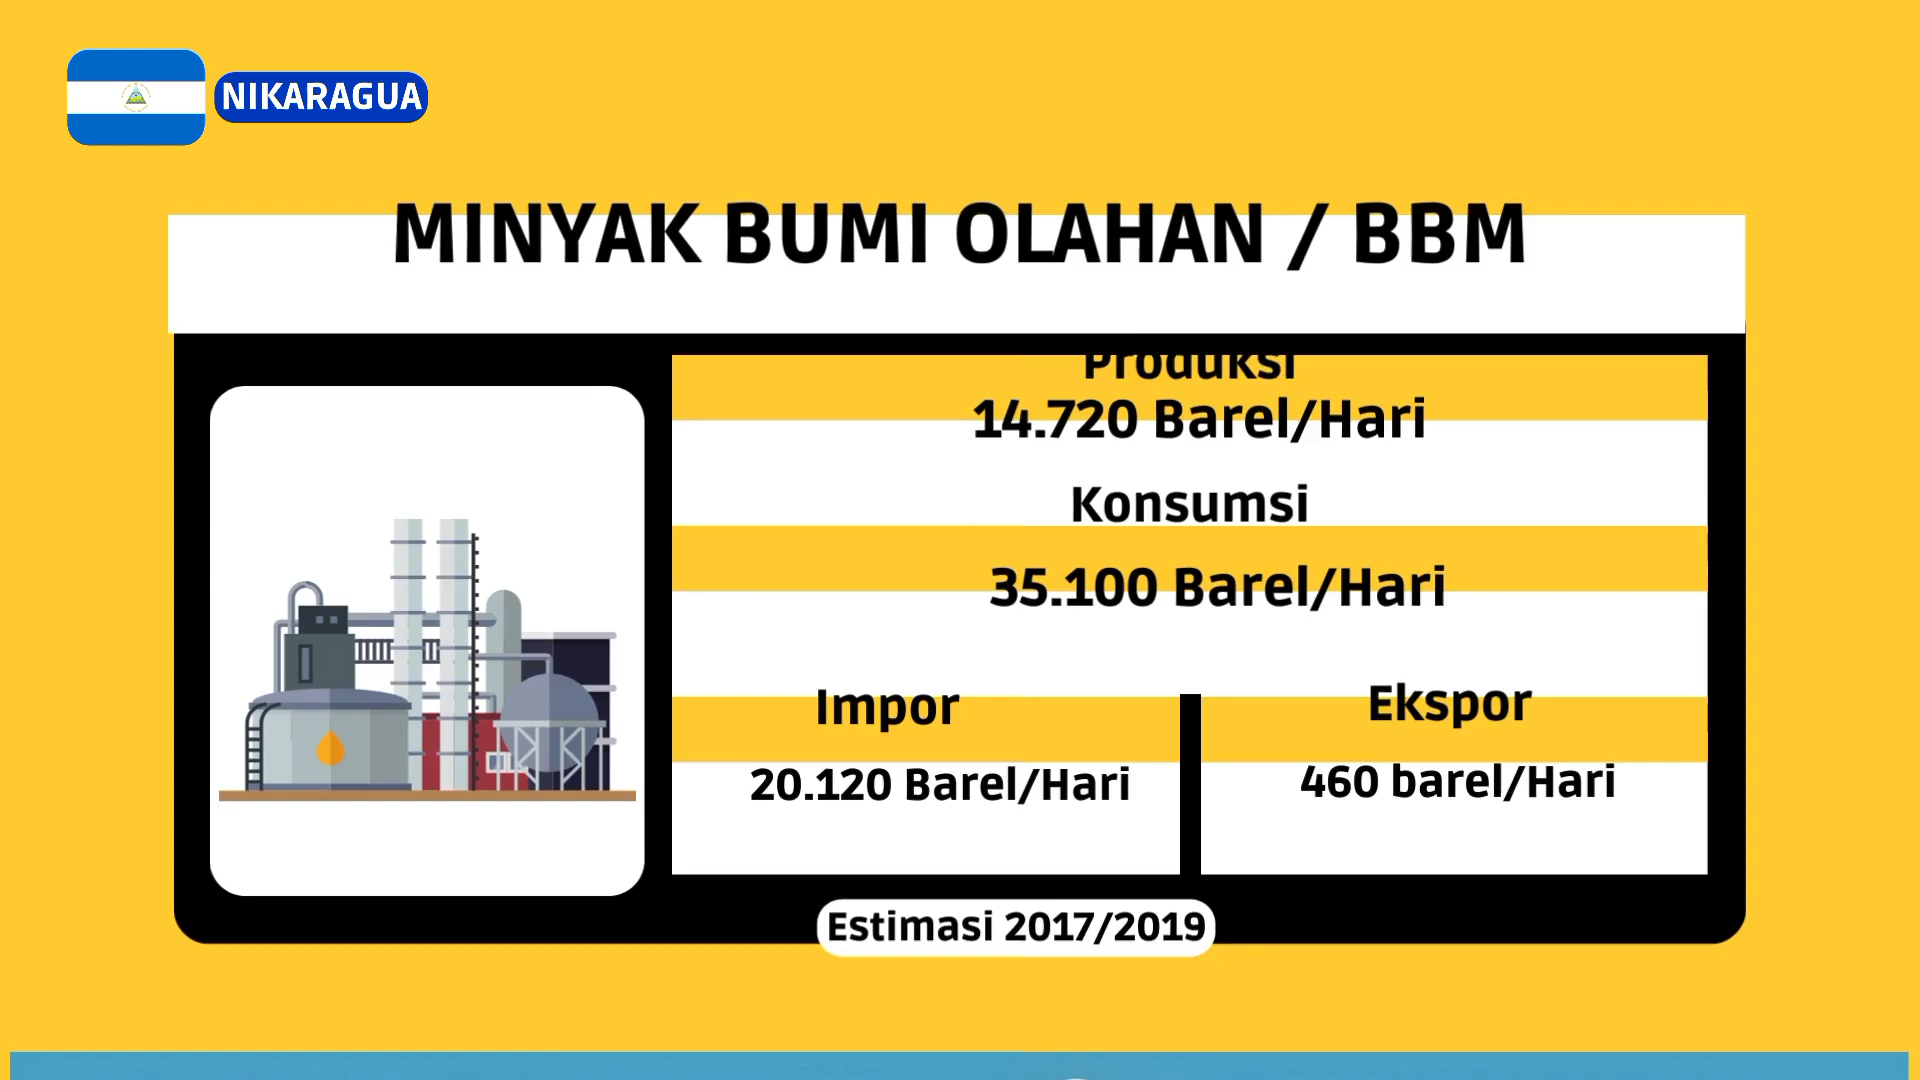 NIKARAGUA
MINYAK BUMI OLAHAN / BBM
Produksi
14.720 Barel/Hari
Konsumsi
35.100 Barel/Hari
Impor
Ekspor
20.120 Barel/Hari
460 barel/Hari
Estimasi 2017/2019